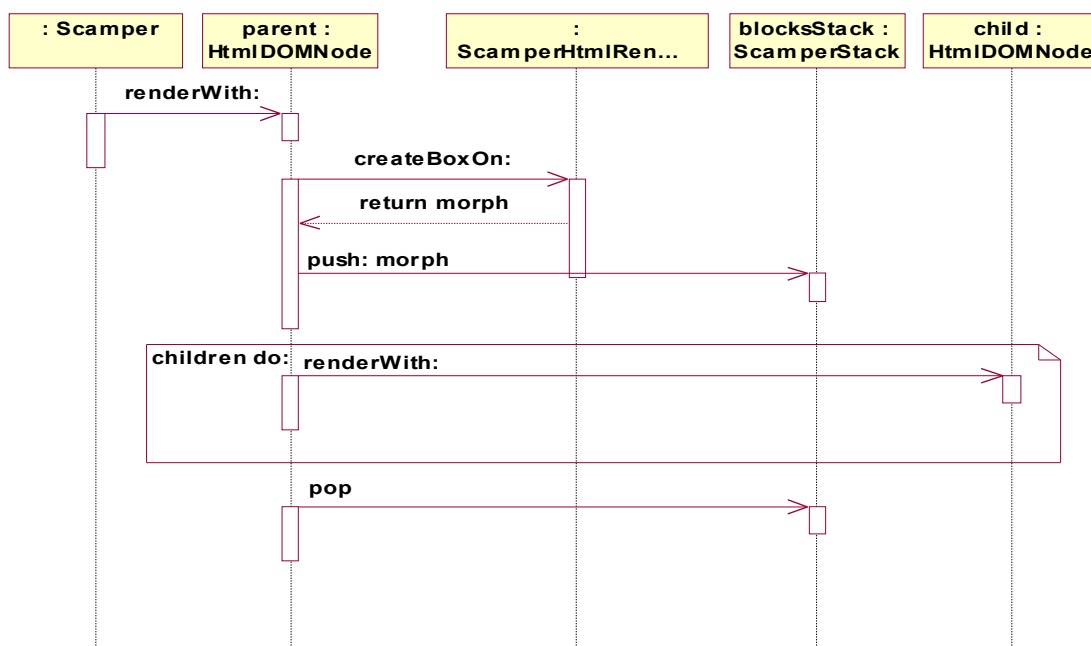 : Scamper
parent :
HtmlDOMNode
:
ScamperHtmlRen...
blocksStack :
ScamperStack
child :
HtmlDOMNode
renderWith:
createBoxOn:
return morph
push: morph
children do:
renderWith:
pop